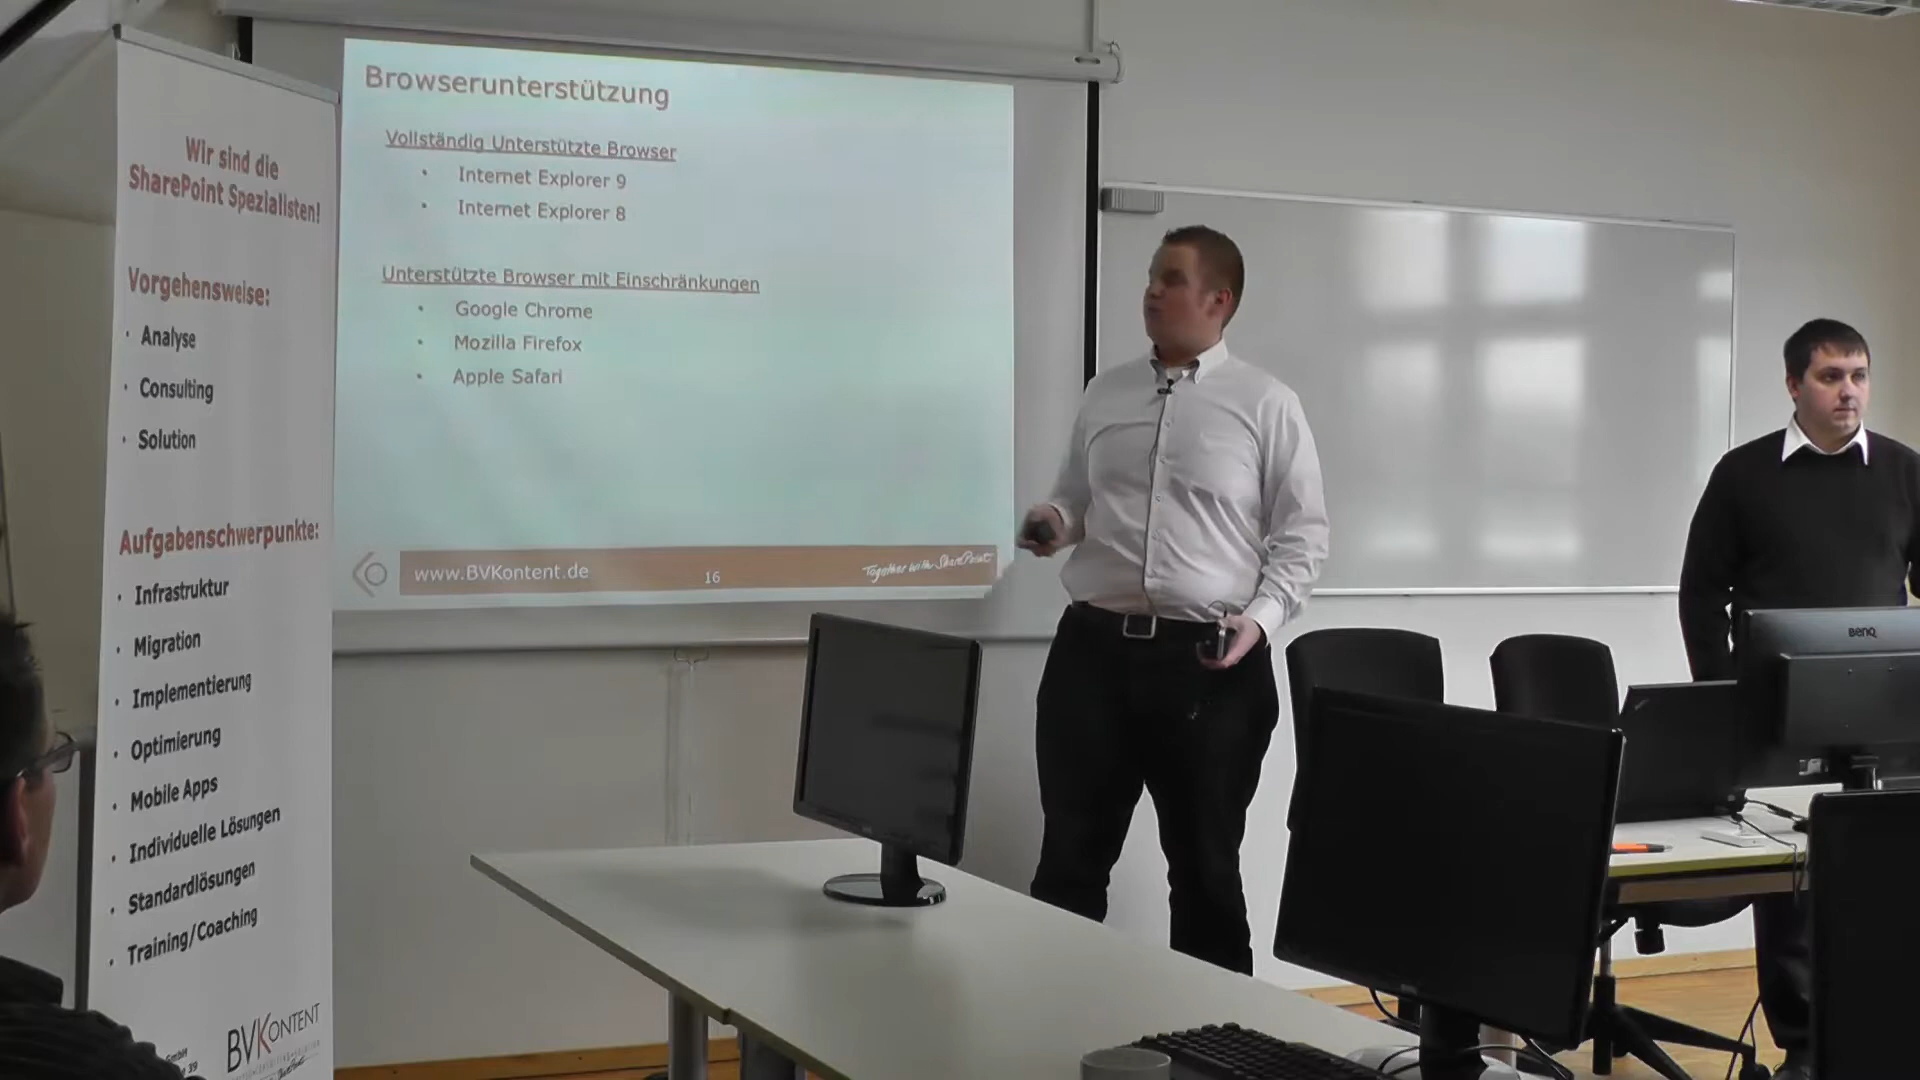 Wir sind die
SharePoint Spezialisten!
Vorgehensweise:
· Analyse
· Consulting
· Solution
Aufgabenschwerpunkte:
· Infrastruktur
· Migration
· Implementierung
· Optimierung
· Mobile Apps
· Individuelle Lösungen
· Standardlösungen
· Training/Coaching
BVKONTENT
GmbH
39
Browserunterstützung
Vollständig Unterstützte Browser
• Internet Explorer 9
• Internet Explorer 8
Unterstützte Browser mit Einschränkungen
• Google Chrome
• Mozilla Firefox
• Apple Safari
www.BVKontent.de
16
Together with SharePoint
BenQ